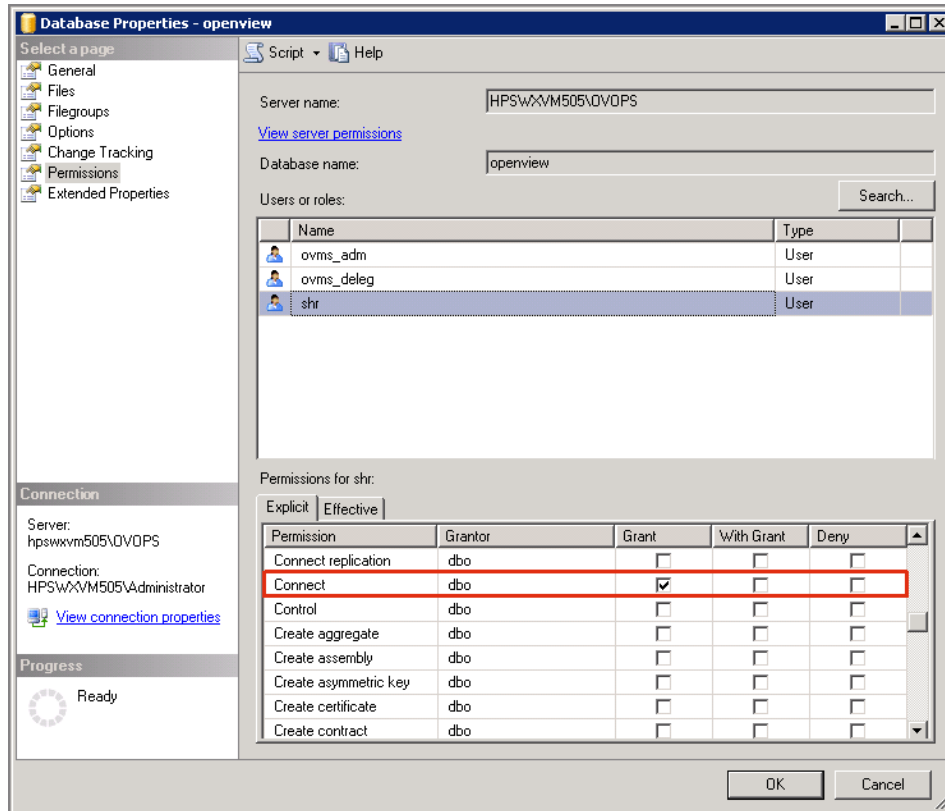 Database Properties - openview
Select a page
General
Files
Filegroups
Options
Change Tracking
Permissions
Extended Properties
Script Help
Server name: HPSWXVM505\OVOPS
View server permissions
Database name: openview
Users or roles: Search...
Name Type
ovms_adm User
ovms_deleg User
shr User
Permissions for shr:
Explicit Effective
Permission Grantor Grant With Grant Deny
Connect replication dbo
Connect dbo
Control dbo
Create aggregate dbo
Create assembly dbo
Create asymmetric key dbo
Create certificate dbo
Create contract dbo
Connection
Server:
hpswxvm505\OVOPS
Connection:
HPSWXVM505\Administrator
View connection properties
Progress
Ready
OK Cancel